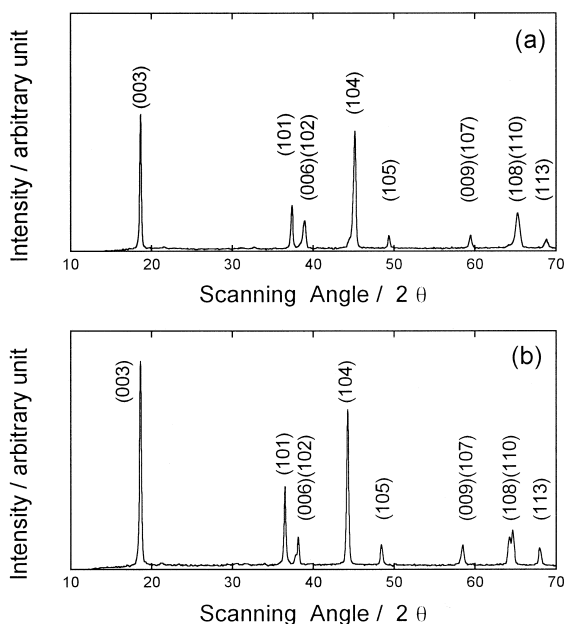 (a)
(003)
(101)
(006)(102)
(104)
(105)
(009)(107)
(108)(110)
(113)
Intensity / arbitrary unit
10 20 30 40 50 60 70
Scanning Angle / 2 θ
(b)
(003)
(101)
(006)(102)
(104)
(105)
(009)(107)
(108)(110)
(113)
Intensity / arbitrary unit
10 20 30 40 50 60 70
Scanning Angle / 2 θ